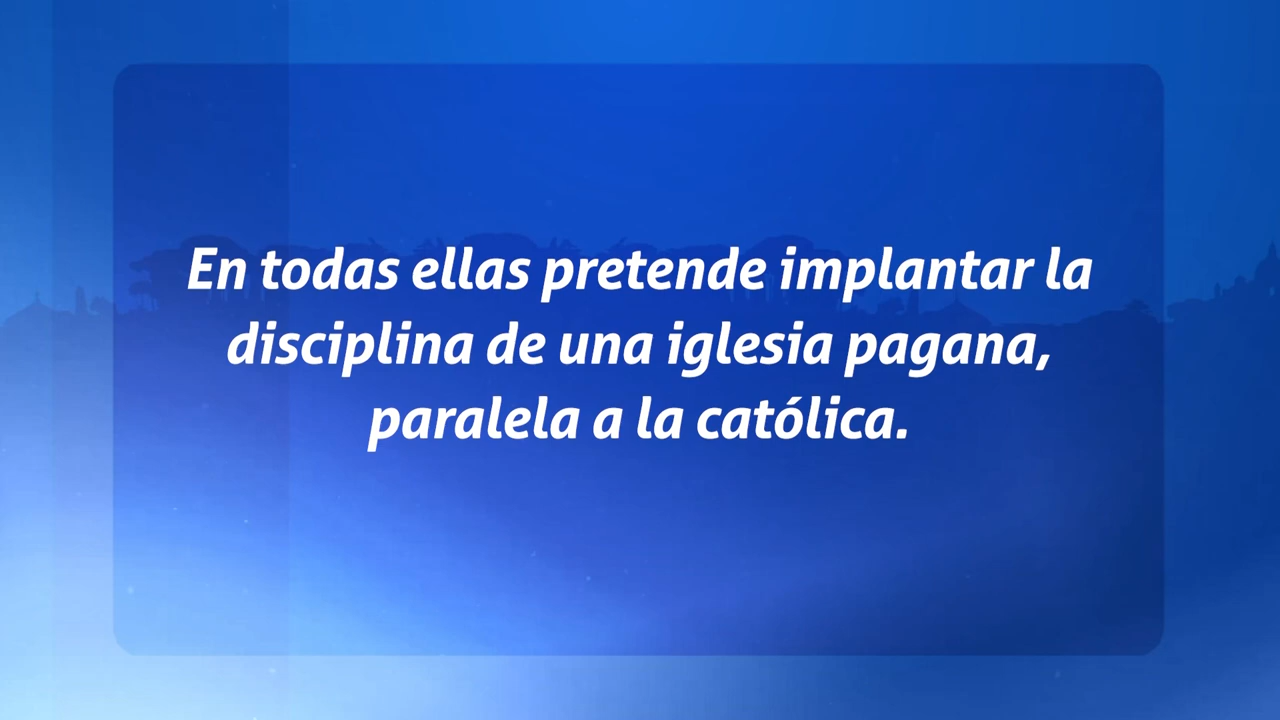 En todas ellas pretende implantar la
disciplina de una iglesia pagana,
paralela a la católica.